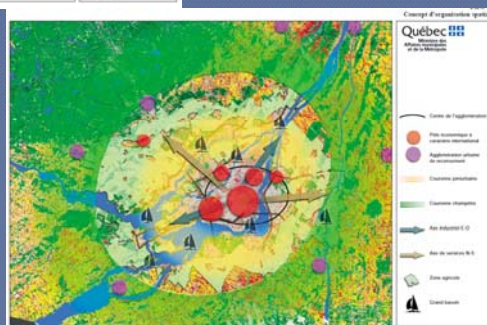 Concept d'organisation spatiale
Québec
Ministère des
Affaires municipales
et de la Métropole
Centre de l'agglomération
Pôle économique à
caractère international
Agglomération urbaine
de recensement
Couronne périurbaine
Couronne champêtre
Axe industriel E-O
Axe de services N-S
Zone agricole
Grand bassin